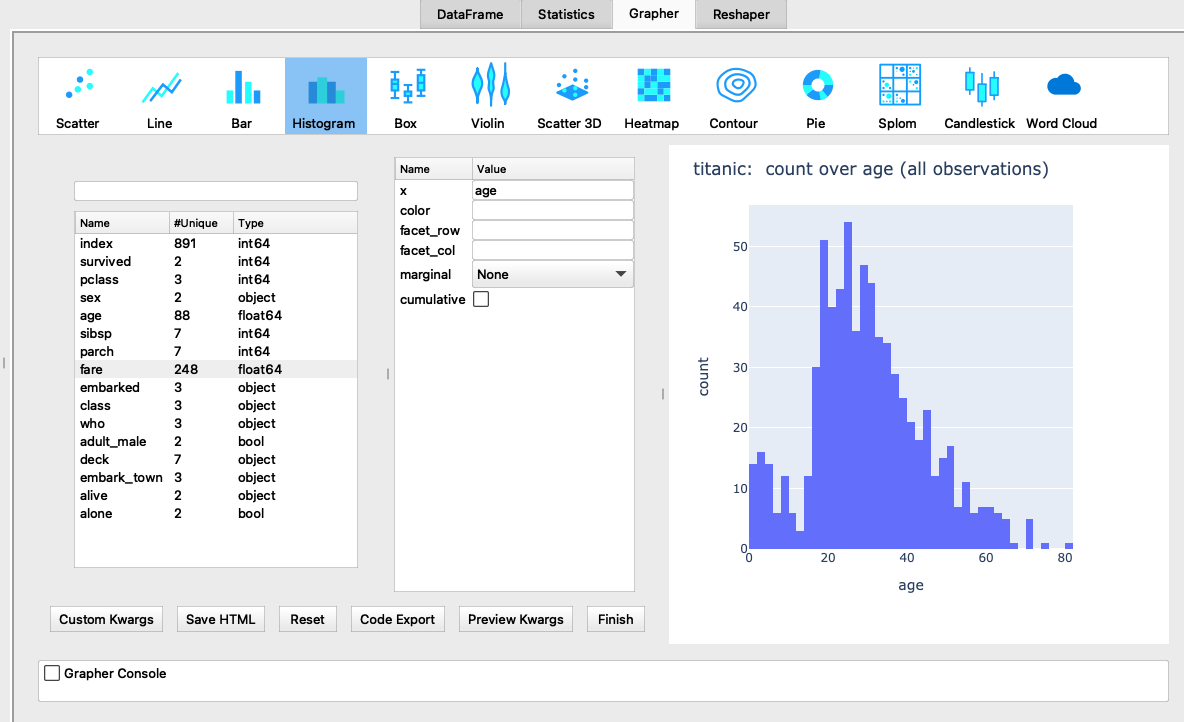 DataFrame Statistics Grapher Reshaper
Scatter Line Bar Histogram Box Violin Scatter 3D Heatmap Contour Pie Splom Candlestick Word Cloud
Name #Unique Type
index 891 int64
survived 2 int64
pclass 3 int64
sex 2 object
age 88 float64
sibsp 7 int64
parch 7 int64
fare 248 float64
embarked 3 object
class 3 object
who 3 object
adult_male 2 bool
deck 7 object
embark_town 3 object
alive 2 object
alone 2 bool
Name Value
x age
color
facet_row
facet_col
marginal None
cumulative
titanic: count over age (all observations)
count
50
40
30
20
10
0
0 20 40 60 80
age
Custom Kwargs Save HTML Reset Code Export Preview Kwargs Finish
Grapher Console